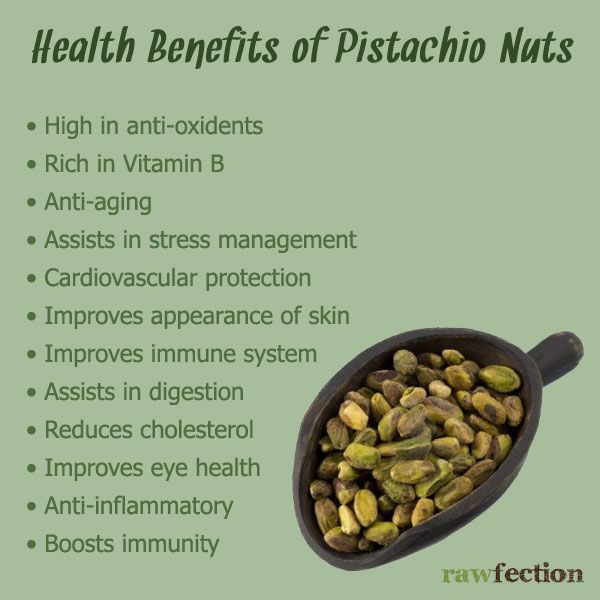 Health Benefits of Pistachio Nuts
• High in anti-oxidents
• Rich in Vitamin B
• Anti-aging
• Assists in stress management
• Cardiovascular protection
• Improves appearance of skin
• Improves immune system
• Assists in digestion
• Reduces cholesterol
• Improves eye health
• Anti-inflammatory
• Boosts immunity
rawfection